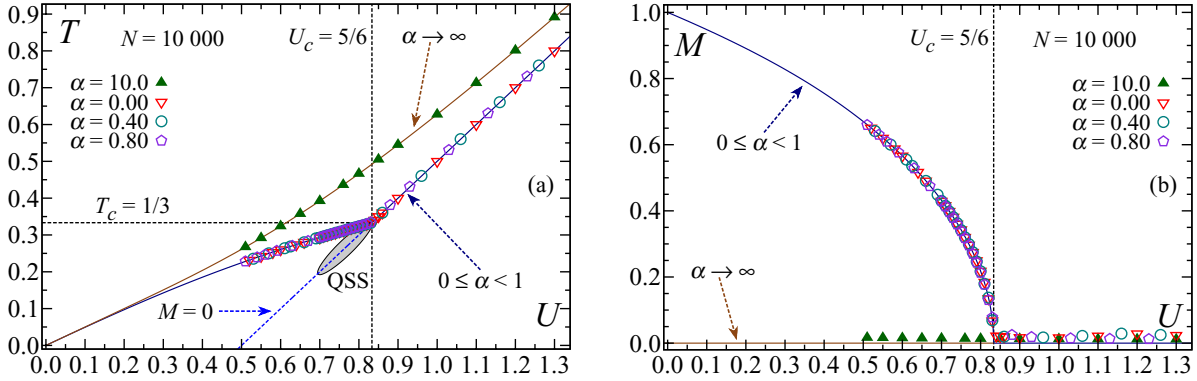 T
N = 10 000
U_c = 5/6
α → ∞
α = 10.0
α = 0.00
α = 0.40
α = 0.80
(a)
T_c = 1/3
QSS
0 ≤ α < 1
M = 0
U
0.9
0.8
0.7
0.6
0.5
0.4
0.3
0.2
0.1
0.0
0.0 0.1 0.2 0.3 0.4 0.5 0.6 0.7 0.8 0.9 1.0 1.1 1.2 1.3
M
U_c = 5/6
N = 10 000
α = 10.0
α = 0.00
α = 0.40
α = 0.80
0 ≤ α < 1
(b)
α → ∞
U
1.0
0.8
0.6
0.4
0.2
0.0
0.0 0.1 0.2 0.3 0.4 0.5 0.6 0.7 0.8 0.9 1.0 1.1 1.2 1.3